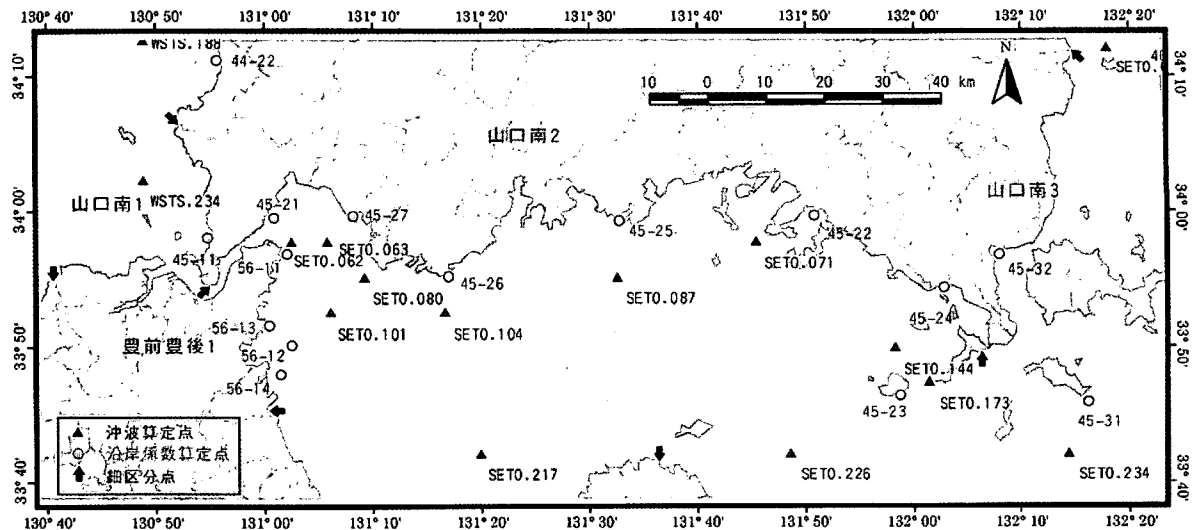 130° 40' 130° 50' 131° 00' 131° 10' 131° 20' 131° 30' 131° 40' 131° 50' 132° 00' 132° 10' 132° 20'
WSTS.188
44-22
SETO.
N
10 0 10 20 30 40 km
34° 10'
34° 10'
山口南2
山口南1
WSTS.234
山口南3
34° 00'
34° 00'
45-21
45-27
45-25
45-22
45-11
56-11
SETO.062
SETO.063
SETO.071
45-32
SETO.080
45-26
SETO.087
45-24
56-13
SETO.101
SETO.104
豊前豊後1
56-12
33° 50'
33° 50'
56-14
SETO.144
45-23
SETO.173
45-31
▲ 沖波算定点
○ 沿岸係数算定点
細区分点
SETO.217
SETO.226
SETO.234
33° 40'
33° 40'
130° 40' 130° 50' 131° 00' 131° 10' 131° 20' 131° 30' 131° 40' 131° 50' 132° 00' 132° 10' 132° 20'